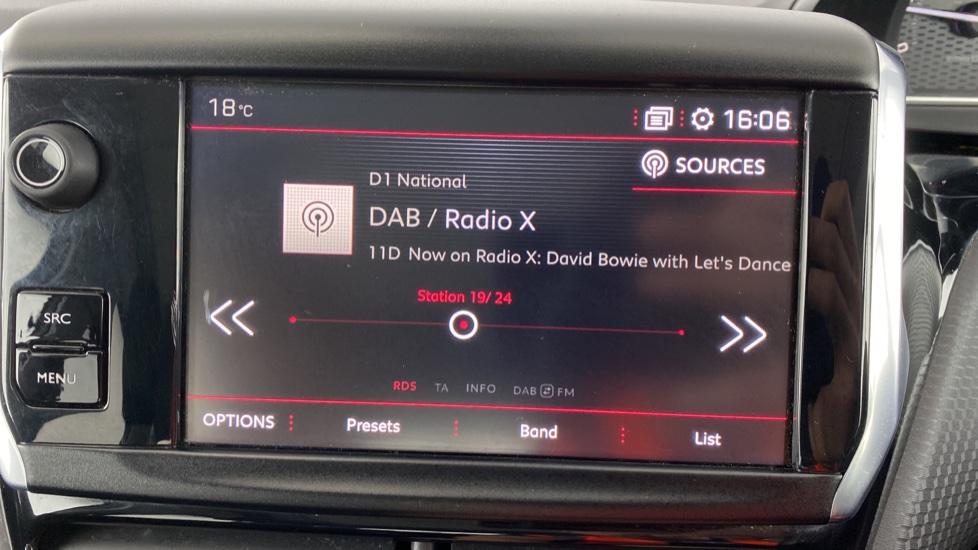 18°C 16:06
SOURCES
D1 National
DAB / Radio X
11D Now on Radio X: David Bowie with Let's Dance
Station 19/24
SRC
MENU
RDS TA INFO DAB FM
OPTIONS Presets Band List